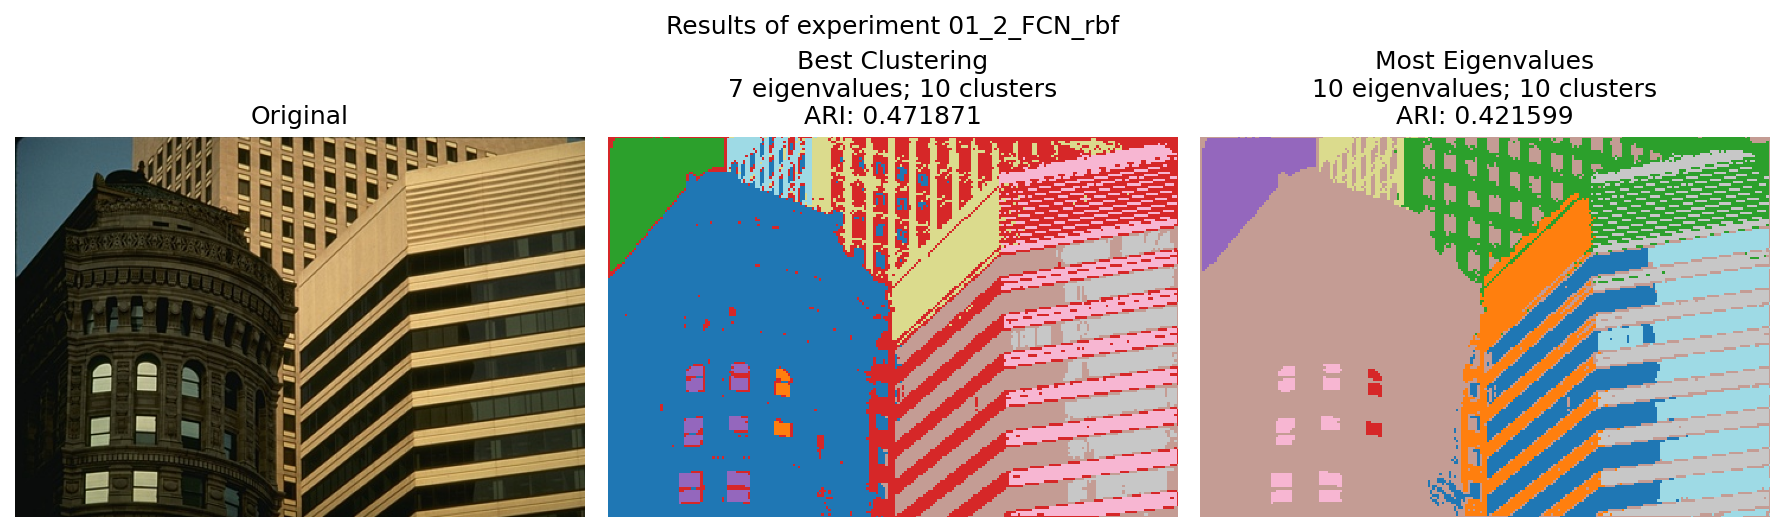 Results of experiment 01_2_FCN_rbf
Original
Best Clustering
7 eigenvalues; 10 clusters
ARI: 0.471871
Most Eigenvalues
10 eigenvalues; 10 clusters
ARI: 0.421599